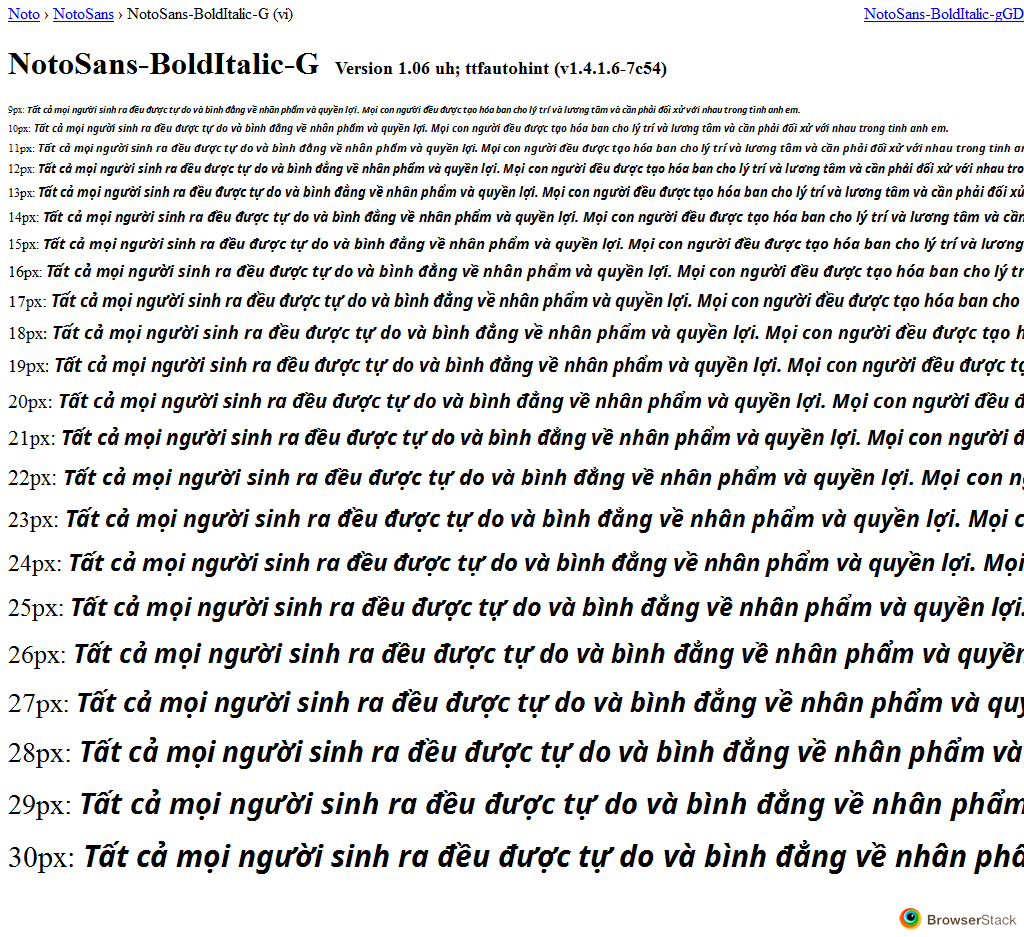 Noto › NotoSans › NotoSans-BoldItalic-G (vi) NotoSans-BoldItalic-gGD
NotoSans-BoldItalic-G Version 1.06 uh; ttfautohint (v1.4.1.6-7c54)
9px: Tất cả mọi người sinh ra đều được tự do và bình đẳng về nhân phẩm và quyền lợi. Mọi con người đều được tạo hóa ban cho lý trí và lương tâm và cần phải đối xử với nhau trong tình anh em.
10px: Tất cả mọi người sinh ra đều được tự do và bình đẳng về nhân phẩm và quyền lợi. Mọi con người đều được tạo hóa ban cho lý trí và lương tâm và cần phải đối xử với nhau trong tình anh em.
11px: Tất cả mọi người sinh ra đều được tự do và bình đẳng về nhân phẩm và quyền lợi. Mọi con người đều được tạo hóa ban cho lý trí và lương tâm và cần phải đối xử với nhau trong tình an
12px: Tất cả mọi người sinh ra đều được tự do và bình đẳng về nhân phẩm và quyền lợi. Mọi con người đều được tạo hóa ban cho lý trí và lương tâm và cần phải đối xử với nhau tro
13px: Tất cả mọi người sinh ra đều được tự do và bình đẳng về nhân phẩm và quyền lợi. Mọi con người đều được tạo hóa ban cho lý trí và lương tâm và cần phải đối xử
14px: Tất cả mọi người sinh ra đều được tự do và bình đẳng về nhân phẩm và quyền lợi. Mọi con người đều được tạo hóa ban cho lý trí và lương tâm và cần
15px: Tất cả mọi người sinh ra đều được tự do và bình đẳng về nhân phẩm và quyền lợi. Mọi con người đều được tạo hóa ban cho lý trí và lương
16px: Tất cả mọi người sinh ra đều được tự do và bình đẳng về nhân phẩm và quyền lợi. Mọi con người đều được tạo hóa ban cho lý tr
17px: Tất cả mọi người sinh ra đều được tự do và bình đẳng về nhân phẩm và quyền lợi. Mọi con người đều được tạo hóa ban cho
18px: Tất cả mọi người sinh ra đều được tự do và bình đẳng về nhân phẩm và quyền lợi. Mọi con người đều được tạo h
19px: Tất cả mọi người sinh ra đều được tự do và bình đẳng về nhân phẩm và quyền lợi. Mọi con người đều được tạ
20px: Tất cả mọi người sinh ra đều được tự do và bình đẳng về nhân phẩm và quyền lợi. Mọi con người đều đ
21px: Tất cả mọi người sinh ra đều được tự do và bình đẳng về nhân phẩm và quyền lợi. Mọi con người đ
22px: Tất cả mọi người sinh ra đều được tự do và bình đẳng về nhân phẩm và quyền lợi. Mọi con ng
23px: Tất cả mọi người sinh ra đều được tự do và bình đẳng về nhân phẩm và quyền lợi. Mọi c
24px: Tất cả mọi người sinh ra đều được tự do và bình đẳng về nhân phẩm và quyền lợi. Mọi
25px: Tất cả mọi người sinh ra đều được tự do và bình đẳng về nhân phẩm và quyền lợi.
26px: Tất cả mọi người sinh ra đều được tự do và bình đẳng về nhân phẩm và quyền
27px: Tất cả mọi người sinh ra đều được tự do và bình đẳng về nhân phẩm và quy
28px: Tất cả mọi người sinh ra đều được tự do và bình đẳng về nhân phẩm và
29px: Tất cả mọi người sinh ra đều được tự do và bình đẳng về nhân phẩm
30px: Tất cả mọi người sinh ra đều được tự do và bình đẳng về nhân phẩ
BrowserStack